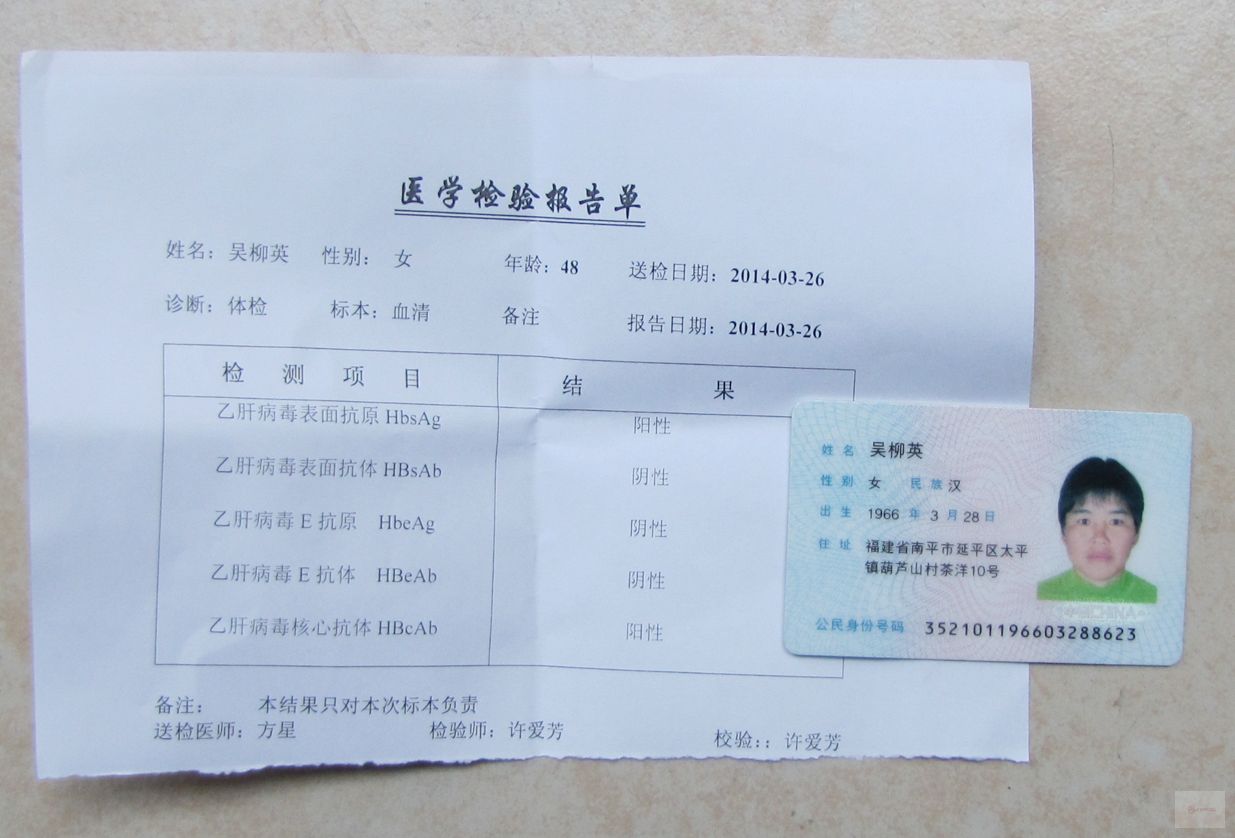 医学检验报告单
姓名：吴柳英 性别： 女 年龄：48 送检日期：2014-03-26
诊断：体检 标本：血清 备注 报告日期：2014-03-26
检 测 项 目 结 果
乙肝病毒表面抗原 HbsAg 阳性
乙肝病毒表面抗体 HBsAb 阴性
乙肝病毒 E 抗原 HbeAg 阴性
乙肝病毒 E 抗体 HBeAb 阴性
乙肝病毒核心抗体 HBcAb 阳性
备注： 本结果只对本次标本负责
送检医师：方星 检验师：许爱芳 校验：：许爱芳
姓名 吴柳英
性别 女 民族 汉
出生 1966 年 3 月 28 日
住址 福建省南平市延平区太平
镇葫芦山村茶洋10号
公民身份号码 352101196603288623